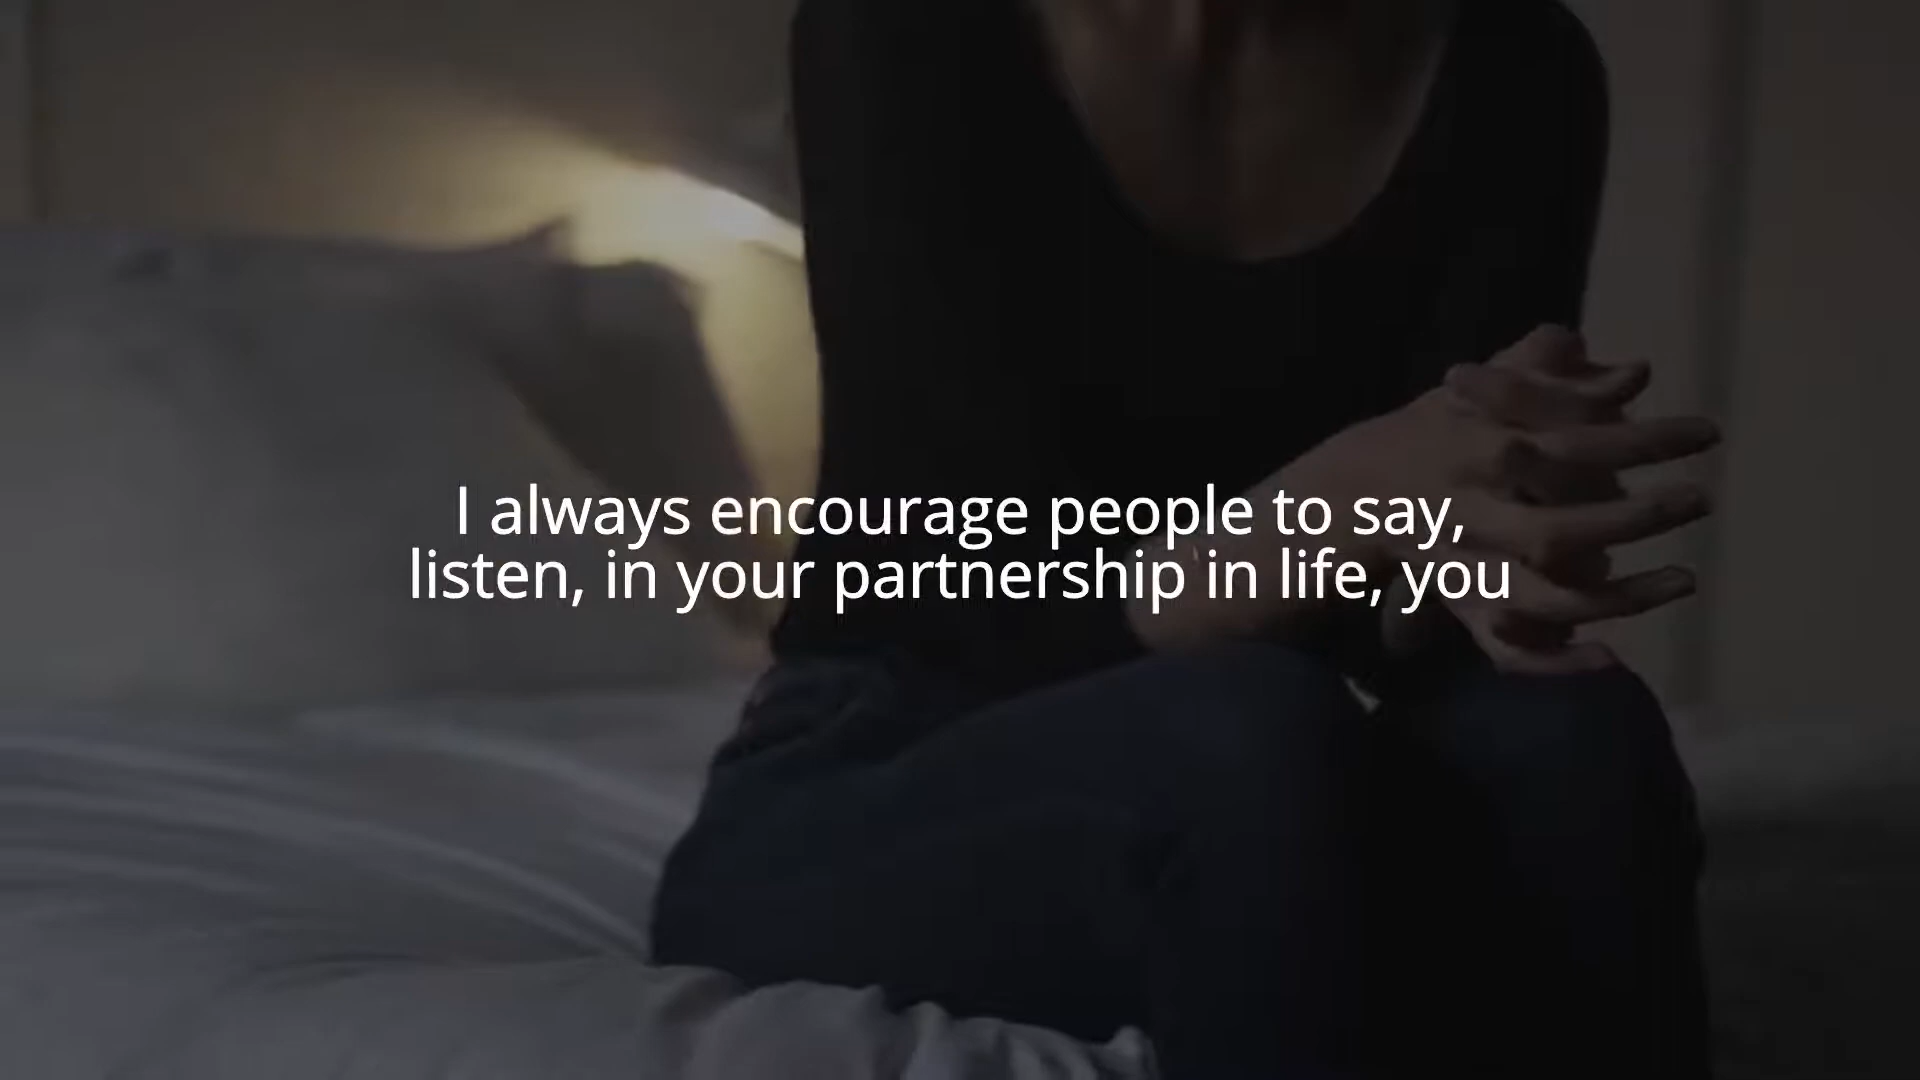 I always encourage people to say,
listen, in your partnership in life, you